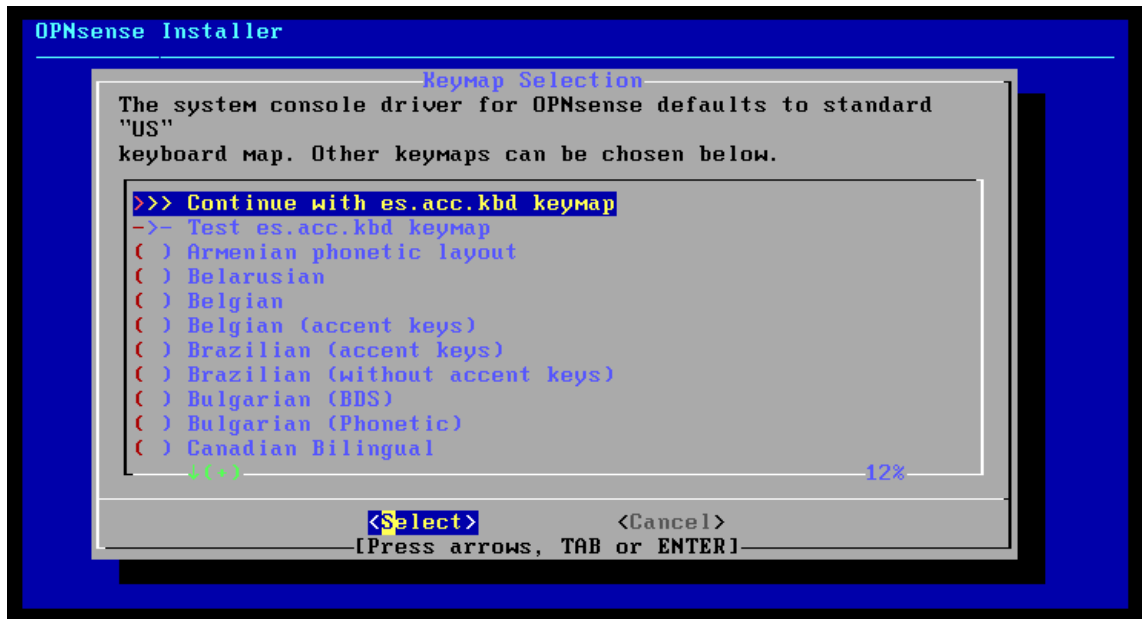 OPNsense Installer
Keymap Selection
The system console driver for OPNsense defaults to standard
"US"
keyboard map. Other keymaps can be chosen below.
>>> Continue with es.acc.kbd keymap
->- Test es.acc.kbd keymap
( ) Armenian phonetic layout
( ) Belarusian
( ) Belgian
( ) Belgian (accent keys)
( ) Brazilian (accent keys)
( ) Brazilian (without accent keys)
( ) Bulgarian (BDS)
( ) Bulgarian (Phonetic)
( ) Canadian Bilingual
↓(+) 12%
<Select> <Cancel>
[Press arrows, TAB or ENTER]